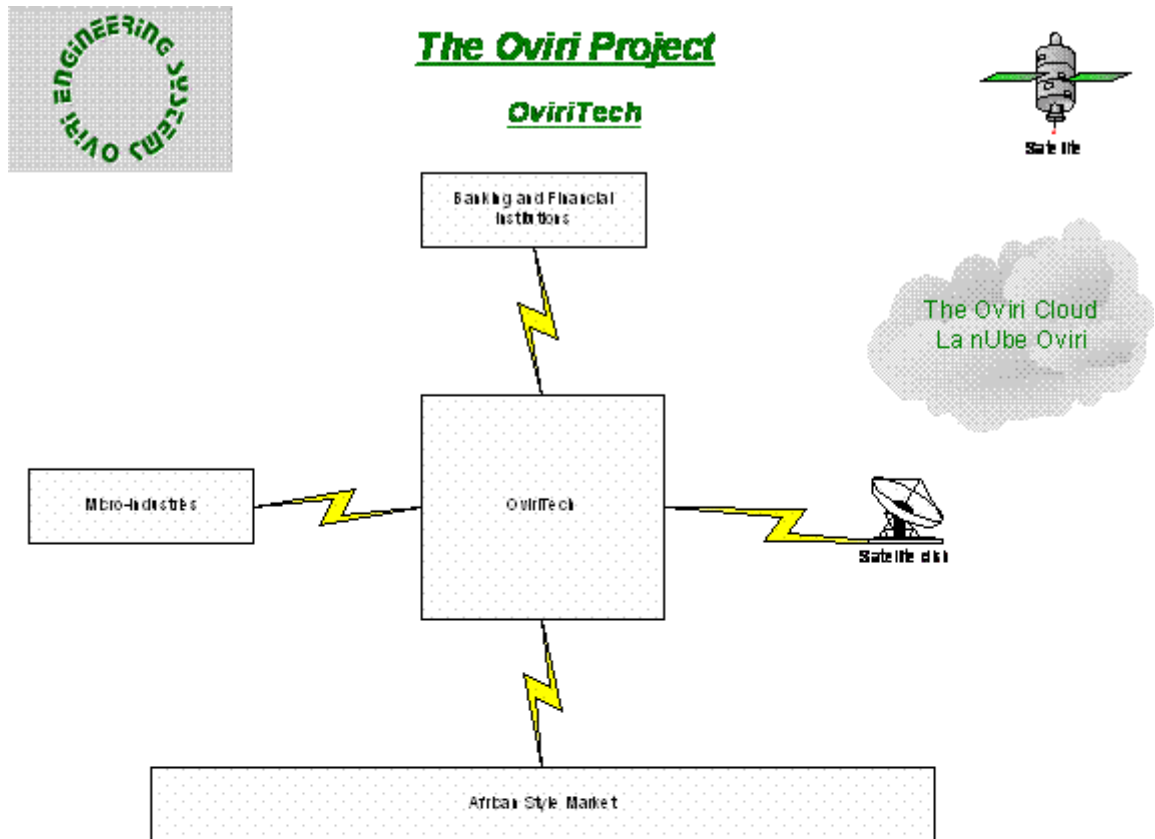 OVIRI ENGINEERING SYSTEMS
The Oviri Project
OviriTech
Satellite
Banking and Financial
Institutions
The Oviri Cloud
La nUbe Oviri
Micro-Industries
OviriTech
Satellite dish
African Style Market